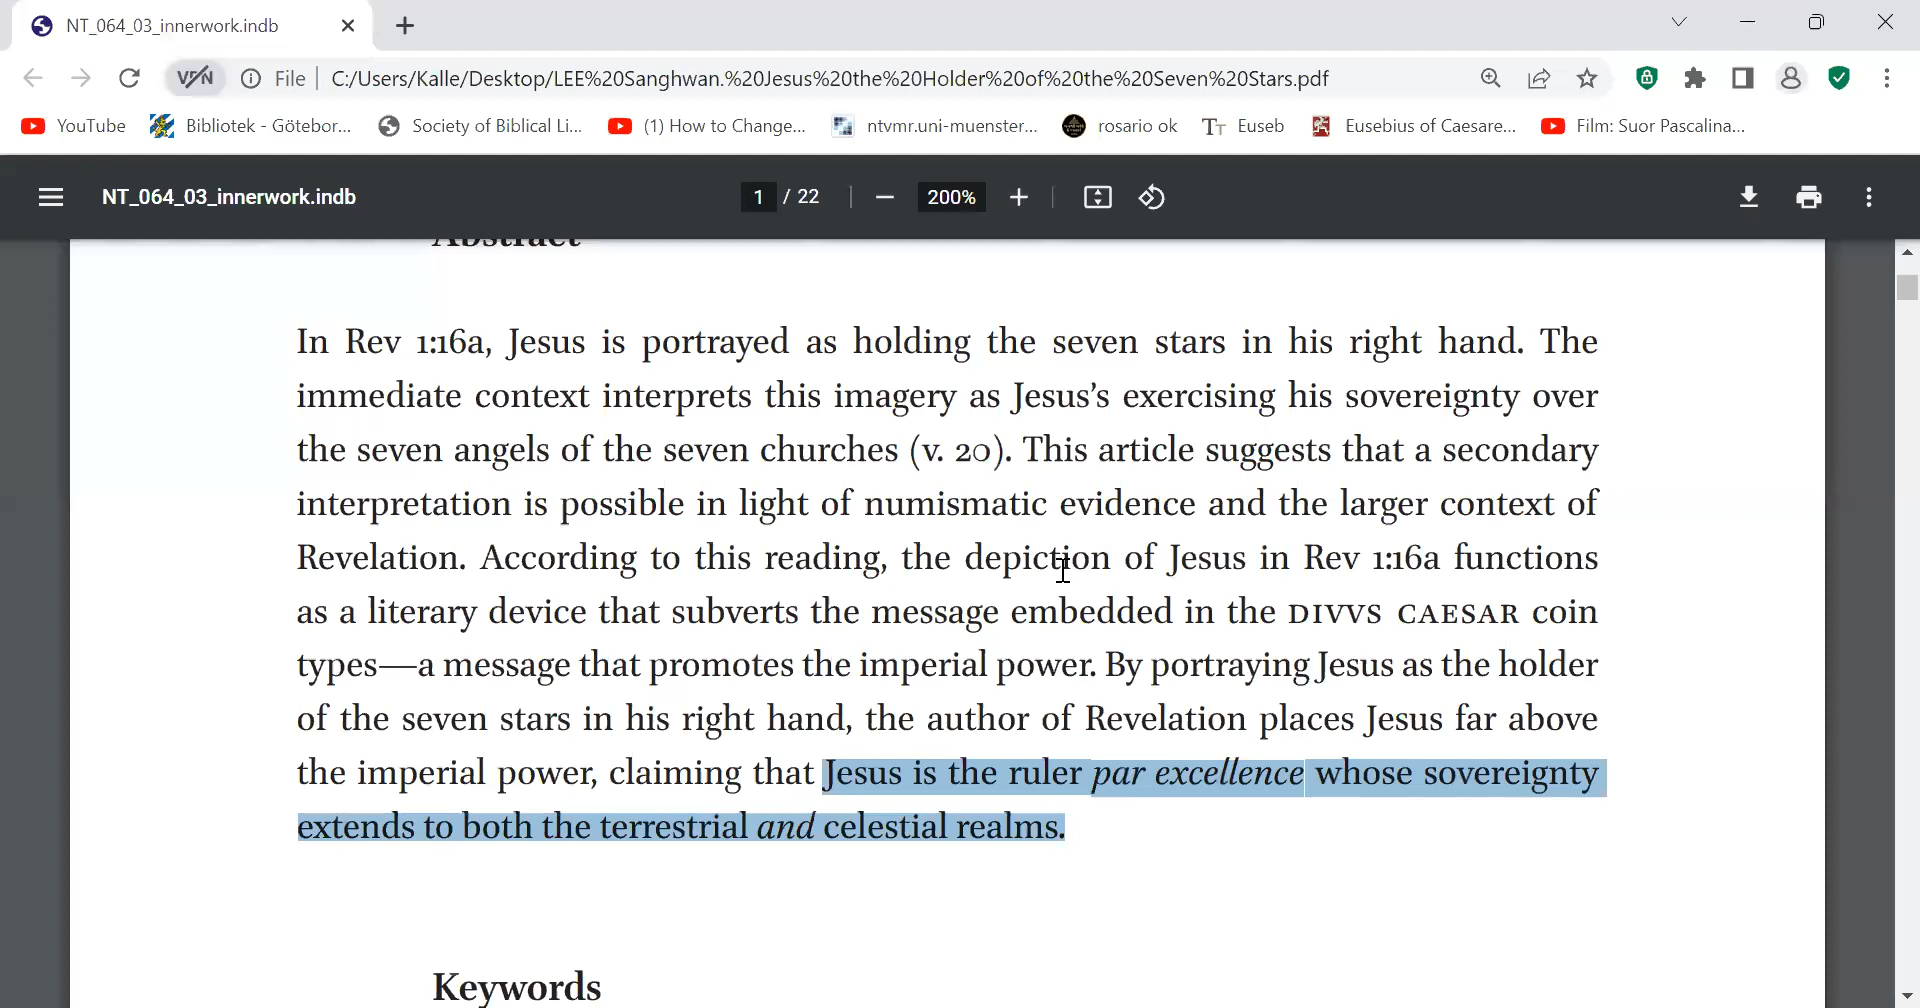 NT_064_03_innerwork.indb
VPN File C:/Users/Kalle/Desktop/LEE%20Sanghwan.%20Jesus%20the%20Holder%20of%20the%20Seven%20Stars.pdf
YouTube Bibliotek - Götebor... Society of Biblical Li... (1) How to Change... ntvmr.uni-muenster... rosario ok Euseb Eusebius of Caesare... Film: Suor Pascalina...
NT_064_03_innerwork.indb 1 / 22 200%
Abstract
In Rev 1:16a, Jesus is portrayed as holding the seven stars in his right hand. The
immediate context interprets this imagery as Jesus’s exercising his sovereignty over
the seven angels of the seven churches (v. 20). This article suggests that a secondary
interpretation is possible in light of numismatic evidence and the larger context of
Revelation. According to this reading, the depiction of Jesus in Rev 1:16a functions
as a literary device that subverts the message embedded in the DIVVS CAESAR coin
types—a message that promotes the imperial power. By portraying Jesus as the holder
of the seven stars in his right hand, the author of Revelation places Jesus far above
the imperial power, claiming that Jesus is the ruler par excellence whose sovereignty
extends to both the terrestrial and celestial realms.
Keywords